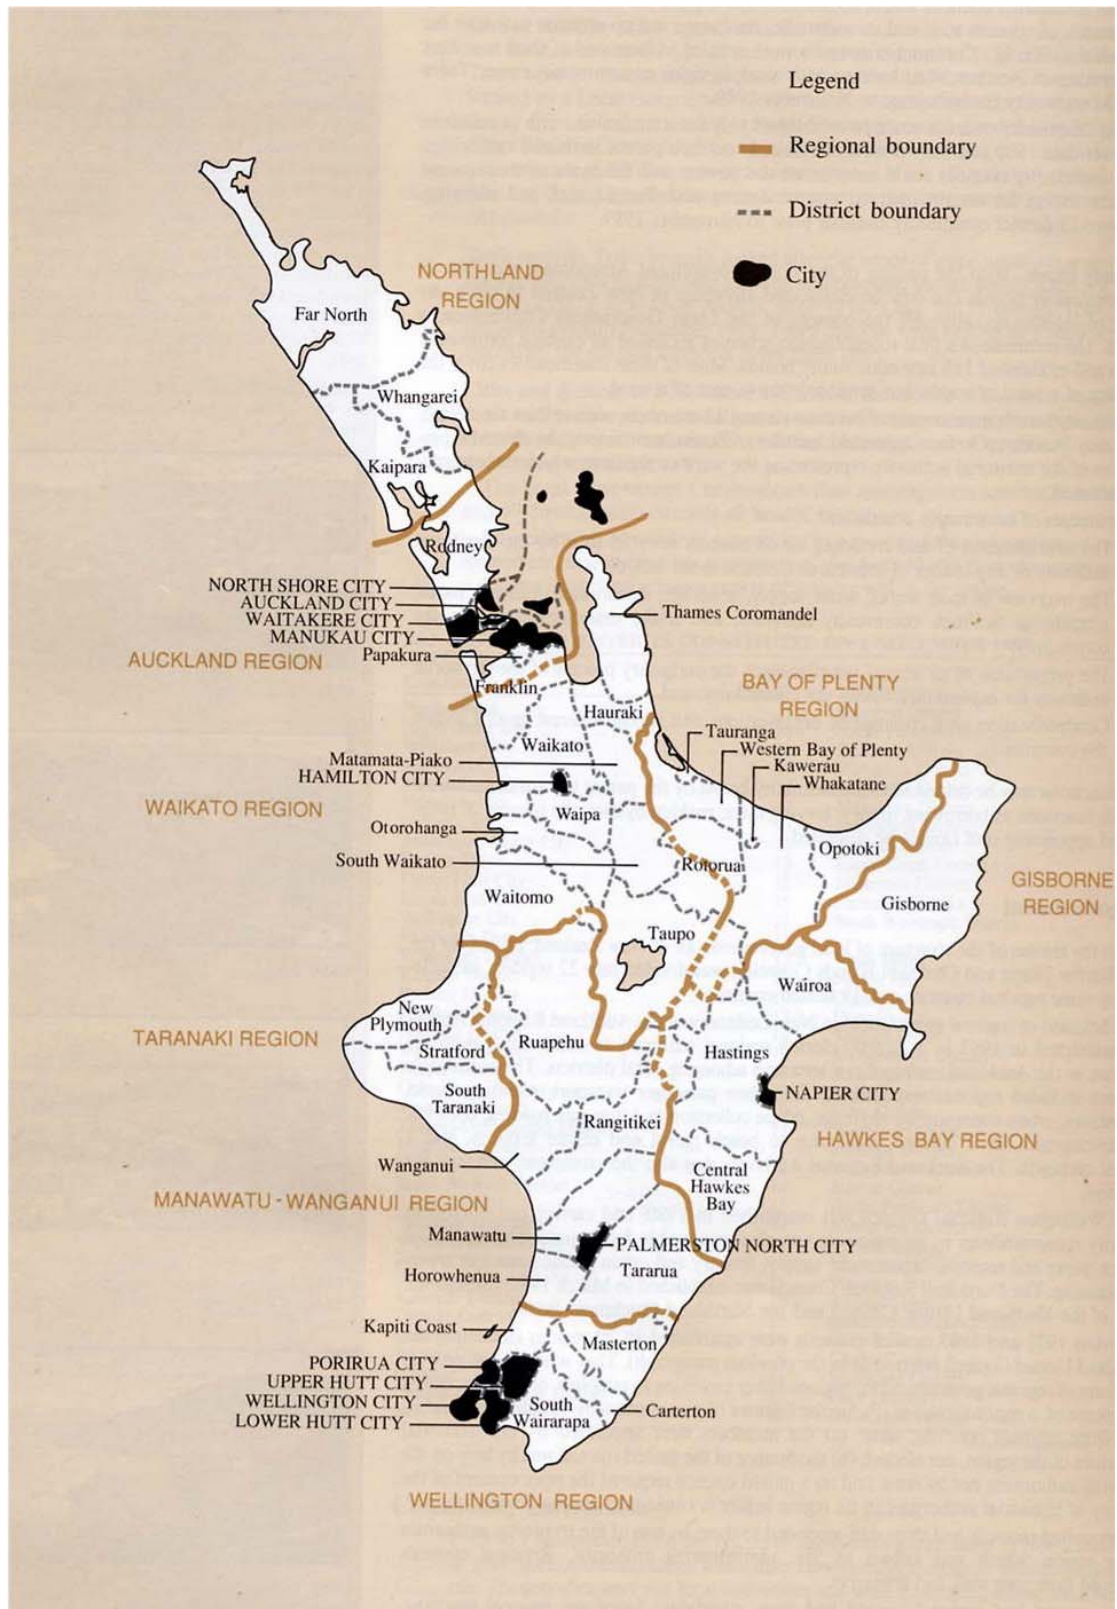 Legend
Regional boundary
District boundary
City
NORTHLAND
REGION
Far North
Whangarei
Kaipara
Rodney
NORTH SHORE CITY
AUCKLAND CITY
WAITAKERE CITY
MANUKAU CITY
Papakura
AUCKLAND REGION
Franklin
Thames Coromandel
BAY OF PLENTY
REGION
Hauraki
Tauranga
Waikato
Western Bay of Plenty
Matamata-Piako
Kawerau
HAMILTON CITY
Whakatane
WAIKATO REGION
Waipa
Otorohanga
Opotoki
South Waikato
Rotorua
GISBORNE
REGION
Waitomo
Gisborne
Taupo
Wairoa
New
Plymouth
TARANAKI REGION
Ruapehu
Stratford
Hastings
South
Taranaki
NAPIER CITY
Rangitikei
HAWKES BAY REGION
Wanganui
Central
Hawkes
Bay
MANAWATU - WANGANUI REGION
Manawatu
PALMERSTON NORTH CITY
Horowhenua
Tararua
Kapiti Coast
Masterton
PORIRUA CITY
UPPER HUTT CITY
WELLINGTON CITY
LOWER HUTT CITY
South
Wairarapa
Carterton
WELLINGTON REGION